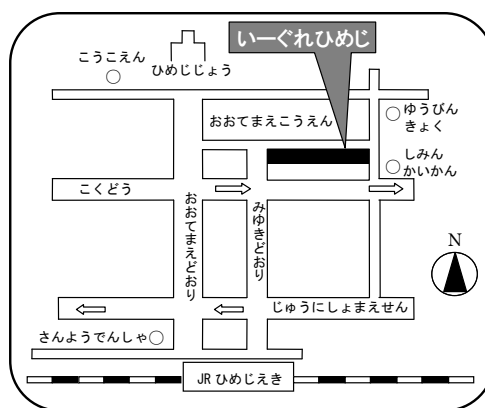 いーぐれひめじ
こうこえん
ひめじじょう
おおてまえこうえん
ゆうびん
きょく
しみん
かいかん
こくどう
おおてまえどおり
みゆきどおり
N
じゅうにしょまえせん
さんようでんしゃ
JRひめじえき